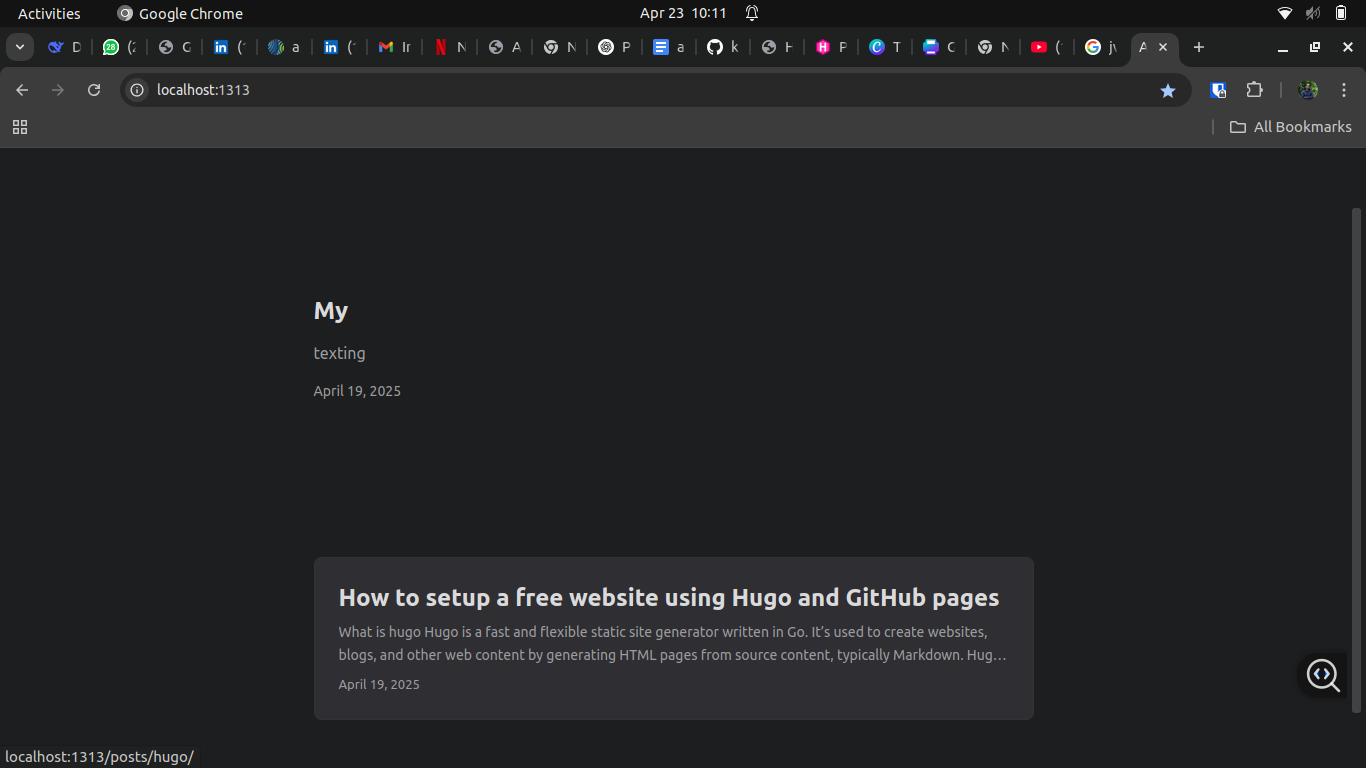 Activities Google Chrome Apr 23 10:11
D 28 (2 G in (' a in (' Ir N A N P a k H P T C N (' jv A
localhost:1313
All Bookmarks
My
texting
April 19, 2025
How to setup a free website using Hugo and GitHub pages
What is hugo Hugo is a fast and flexible static site generator written in Go. It’s used to create websites,
blogs, and other web content by generating HTML pages from source content, typically Markdown. Hug…
April 19, 2025
localhost:1313/posts/hugo/